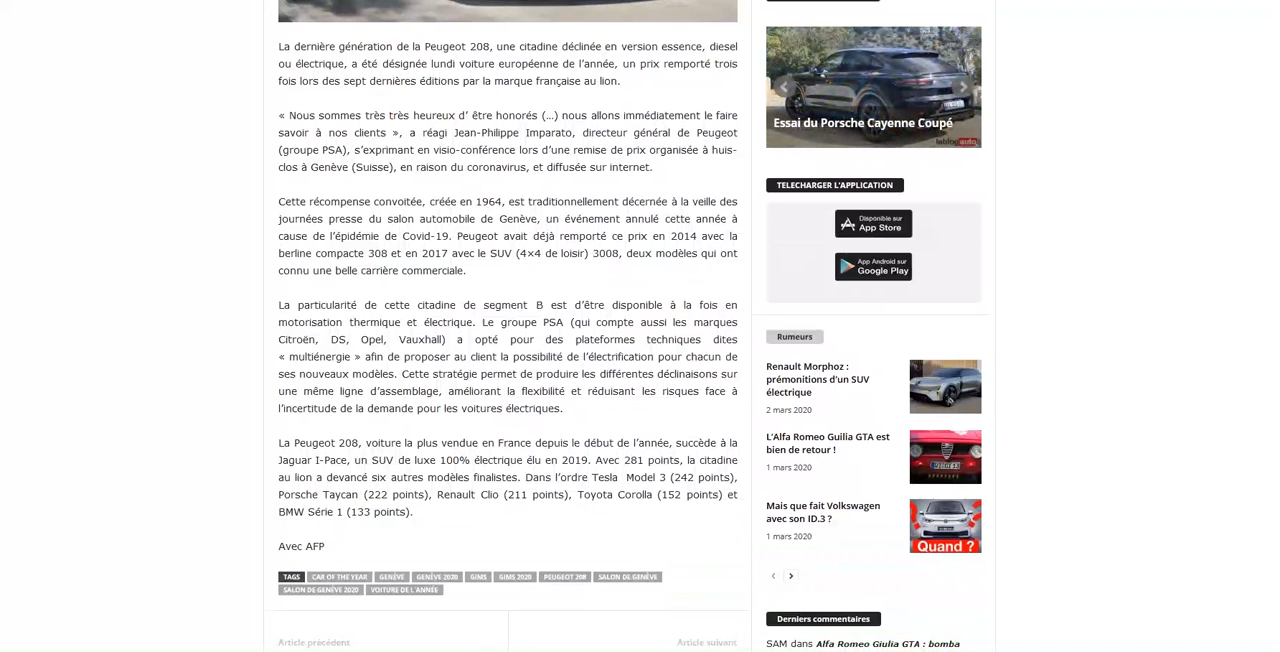 La dernière génération de la Peugeot 208, une citadine déclinée en version essence, diesel
ou électrique, a été désignée lundi voiture européenne de l’année, un prix remporté trois
fois lors des sept dernières éditions par la marque française au lion.
« Nous sommes très très heureux d’ être honorés (…) nous allons immédiatement le faire
savoir à nos clients », a réagi Jean-Philippe Imparato, directeur général de Peugeot
(groupe PSA), s’exprimant en visio-conférence lors d’une remise de prix organisée à huis-
clos à Genève (Suisse), en raison du coronavirus, et diffusée sur internet.
Cette récompense convoitée, créée en 1964, est traditionnellement décernée à la veille des
journées presse du salon automobile de Genève, un événement annulé cette année à
cause de l’épidémie de Covid-19. Peugeot avait déjà remporté ce prix en 2014 avec la
berline compacte 308 et en 2017 avec le SUV (4×4 de loisir) 3008, deux modèles qui ont
connu une belle carrière commerciale.
La particularité de cette citadine de segment B est d’être disponible à la fois en
motorisation thermique et électrique. Le groupe PSA (qui compte aussi les marques
Citroën, DS, Opel, Vauxhall) a opté pour des plateformes techniques dites
« multiénergie » afin de proposer au client la possibilité de l’électrification pour chacun de
ses nouveaux modèles. Cette stratégie permet de produire les différentes déclinaisons sur
une même ligne d’assemblage, améliorant la flexibilité et réduisant les risques face à
l’incertitude de la demande pour les voitures électriques.
La Peugeot 208, voiture la plus vendue en France depuis le début de l’année, succède à la
Jaguar I-Pace, un SUV de luxe 100% électrique élu en 2019. Avec 281 points, la citadine
au lion a devancé six autres modèles finalistes. Dans l’ordre Tesla Model 3 (242 points),
Porsche Taycan (222 points), Renault Clio (211 points), Toyota Corolla (152 points) et
BMW Série 1 (133 points).
Avec AFP
TAGS CAR OF THE YEAR GENÈVE GENÈVE 2020 GIMS GIMS 2020 PEUGEOT 208 SALON DE GENÈVE
SALON DE GENÈVE 2020 VOITURE DE L'ANNÉE
Article précédent
Article suivant
Essai du Porsche Cayenne Coupé
leblogauto
TELECHARGER L'APPLICATION
Disponible sur
App Store
App Android sur
Google Play
Rumeurs
Renault Morphoz :
prémonitions d’un SUV
électrique
2 mars 2020
L’Alfa Romeo Guilia GTA est
bien de retour !
1 mars 2020
Mais que fait Volkswagen
avec son ID.3 ?
1 mars 2020
Quand ?
Derniers commentaires
SAM dans Alfa Romeo Giulia GTA : bomba